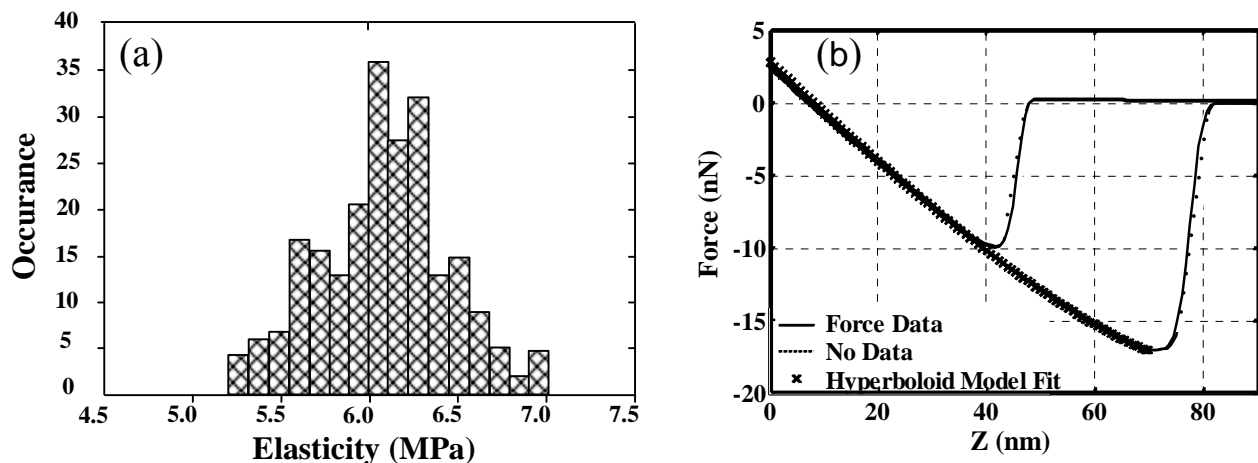 (a)
Occurance
40
35
30
25
20
15
10
5
0
4.5 5.0 5.5 6.0 6.5 7.0 7.5
Elasticity (MPa)
(b)
Force (nN)
5
0
-5
-10
-15
-20
Force Data
No Data
Hyperboloid Model Fit
0 20 40 60 80
Z (nm)